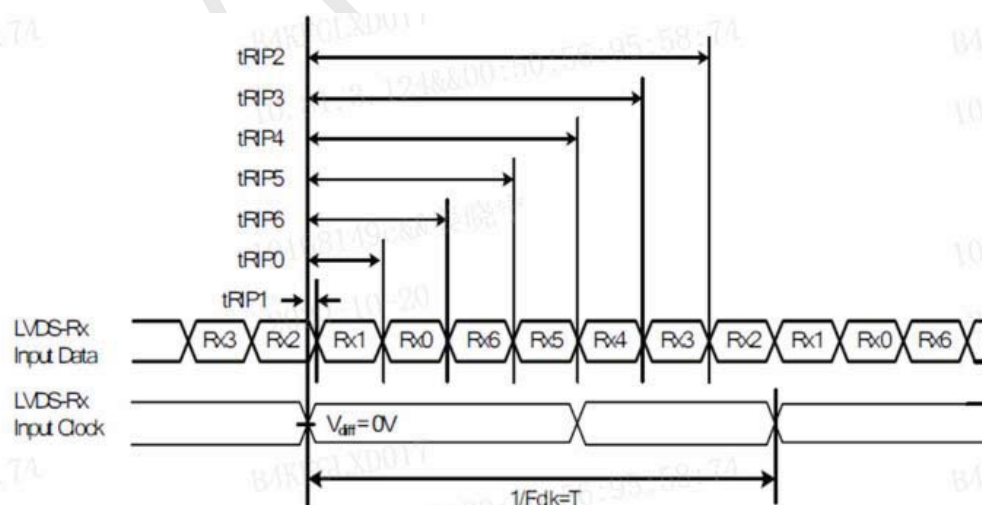 tRIP2
tRIP3
tRIP4
tRIP5
tRIP6
tRIP0
tRIP1
LVDS-Rx
Input Data
Rx3 Rx2 Rx1 Rx0 Rx6 Rx5 Rx4 Rx3 Rx2 Rx1 Rx0 Rx6
LVDS-Rx
Input Clock
Vdiff = 0V
1/Fclk=T